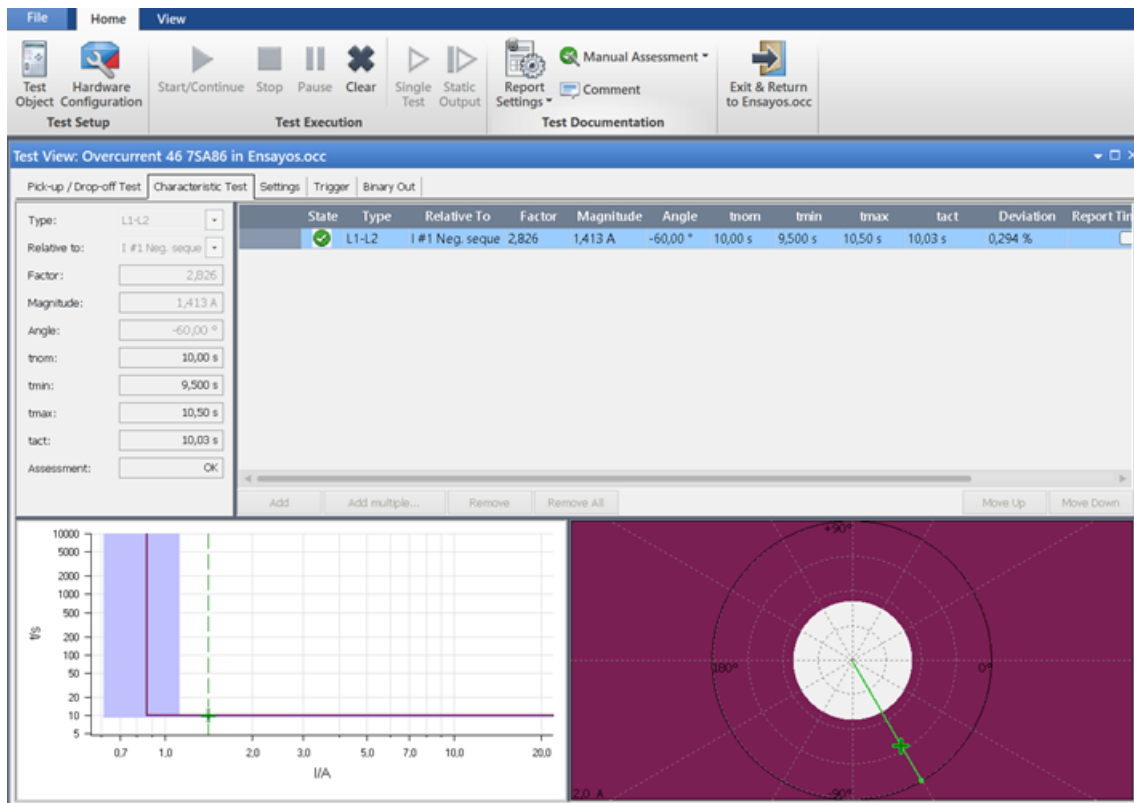 File Home View
Test Object
Hardware Configuration
Test Setup
Start/Continue Stop Pause Clear
Single Test
Static Output
Test Execution
Report Settings
Manual Assessment
Comment
Test Documentation
Exit & Return to Ensayos.occ
Test View: Overcurrent 46 7SA86 in Ensayos.occ
Pick-up / Drop-off Test Characteristic Test Settings Trigger Binary Out
Type: L1-L2
Relative to: I #1 Neg. seque
Factor: 2,826
Magnitude: 1,413 A
Angle: -60,00 °
tnom: 10,00 s
tmin: 9,500 s
tmax: 10,50 s
tact: 10,03 s
Assessment: OK
State Type Relative To Factor Magnitude Angle tnom tmin tmax tact Deviation Report Tim
L1-L2 I #1 Neg. seque 2,826 1,413 A -60,00 ° 10,00 s 9,500 s 10,50 s 10,03 s 0,294 %
Add Add multiple... Remove Remove All Move Up Move Down
10000
5000
2000
1000
500
200
100
50
20
10
5
t/s
0,7 1,0 2,0 3,0 5,0 7,0 10,0 20,0
I/A
+90°
180° 0°
-90°
2,0 A